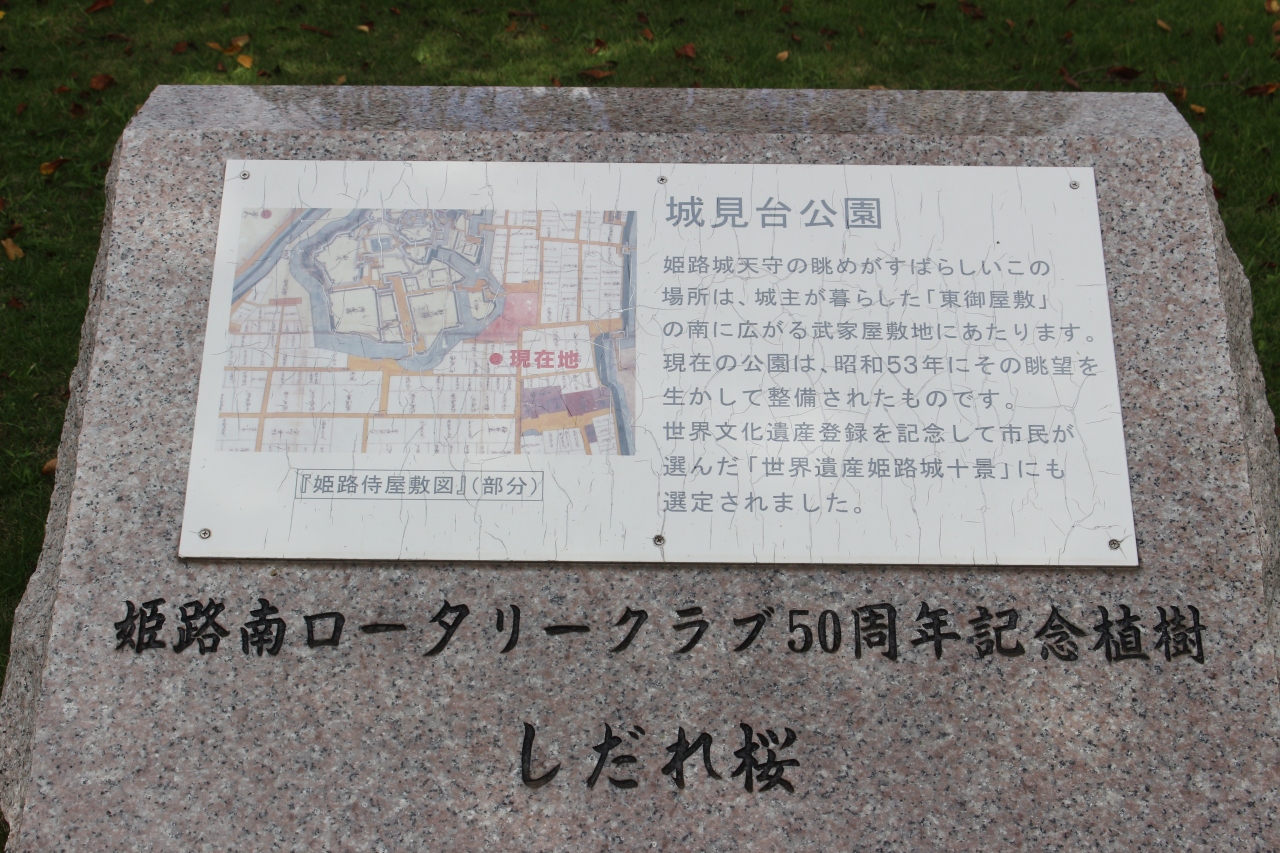 城見台公園
姫路城天守の眺めがすばらしいこの
場所は、城主が暮らした「東御屋敷」
の南に広がる武家屋敷地にあたります。
現在の公園は、昭和53年にその眺望を
生かして整備されたものです。
世界文化遺産登録を記念して市民が
選んだ「世界遺産姫路城十景」にも
選定されました。
現在地
『姫路侍屋敷図』(部分)
姫路南ロータリークラブ50周年記念植樹
しだれ桜